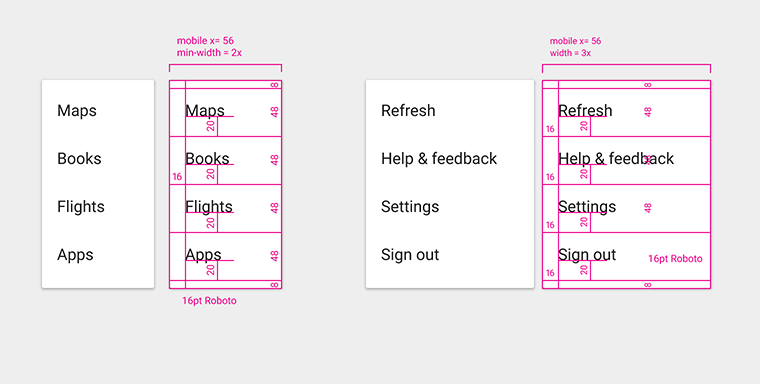 mobile x= 56
min-width = 2x
mobile x= 56
width = 3x
8
8
Maps
Maps
48
Refresh
Refresh
48
20
16
20
Books
Books
48
Help & feedback
Help & feedback
48
16
20
16
20
Flights
Flights
48
Settings
Settings
48
20
16
20
Apps
Apps
48
Sign out
Sign out
16pt Roboto
20
16
20
8
8
16pt Roboto